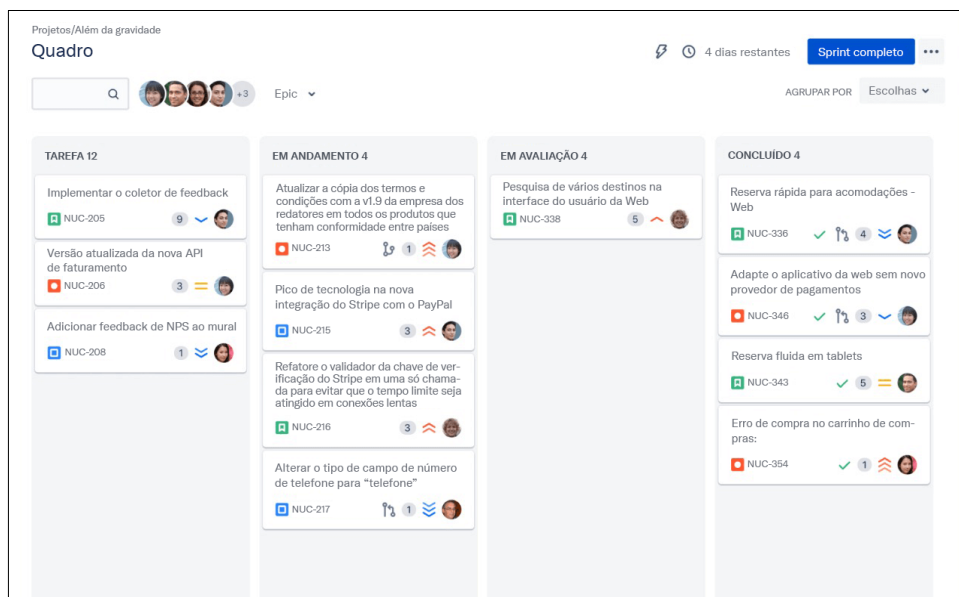 Projetos/Além da gravidade
Quadro
4 dias restantes
Sprint completo
+3
Epic
AGRUPAR POR
Escolhas
TAREFA 12
Implementar o coletor de feedback
NUC-205
9
Versão atualizada da nova API
de faturamento
NUC-206
3
Adicionar feedback de NPS ao mural
NUC-208
1
EM ANDAMENTO 4
Atualizar a cópia dos termos e
condições com a v1.9 da empresa dos
redatores em todos os produtos que
tenham conformidade entre países
NUC-213
1
Pico de tecnologia na nova
integração do Stripe com o PayPal
NUC-215
3
Refatore o validador da chave de ver-
ificação do Stripe em uma só chama-
da para evitar que o tempo limite seja
atingido em conexões lentas
NUC-216
3
Alterar o tipo de campo de número
de telefone para “telefone”
NUC-217
1
EM AVALIAÇÃO 4
Pesquisa de vários destinos na
interface do usuário da Web
NUC-338
5
CONCLUÍDO 4
Reserva rápida para acomodações -
Web
NUC-336
4
Adapte o aplicativo da web sem novo
provedor de pagamentos
NUC-346
3
Reserva fluida em tablets
NUC-343
5
Erro de compra no carrinho de com-
pras:
NUC-354
1